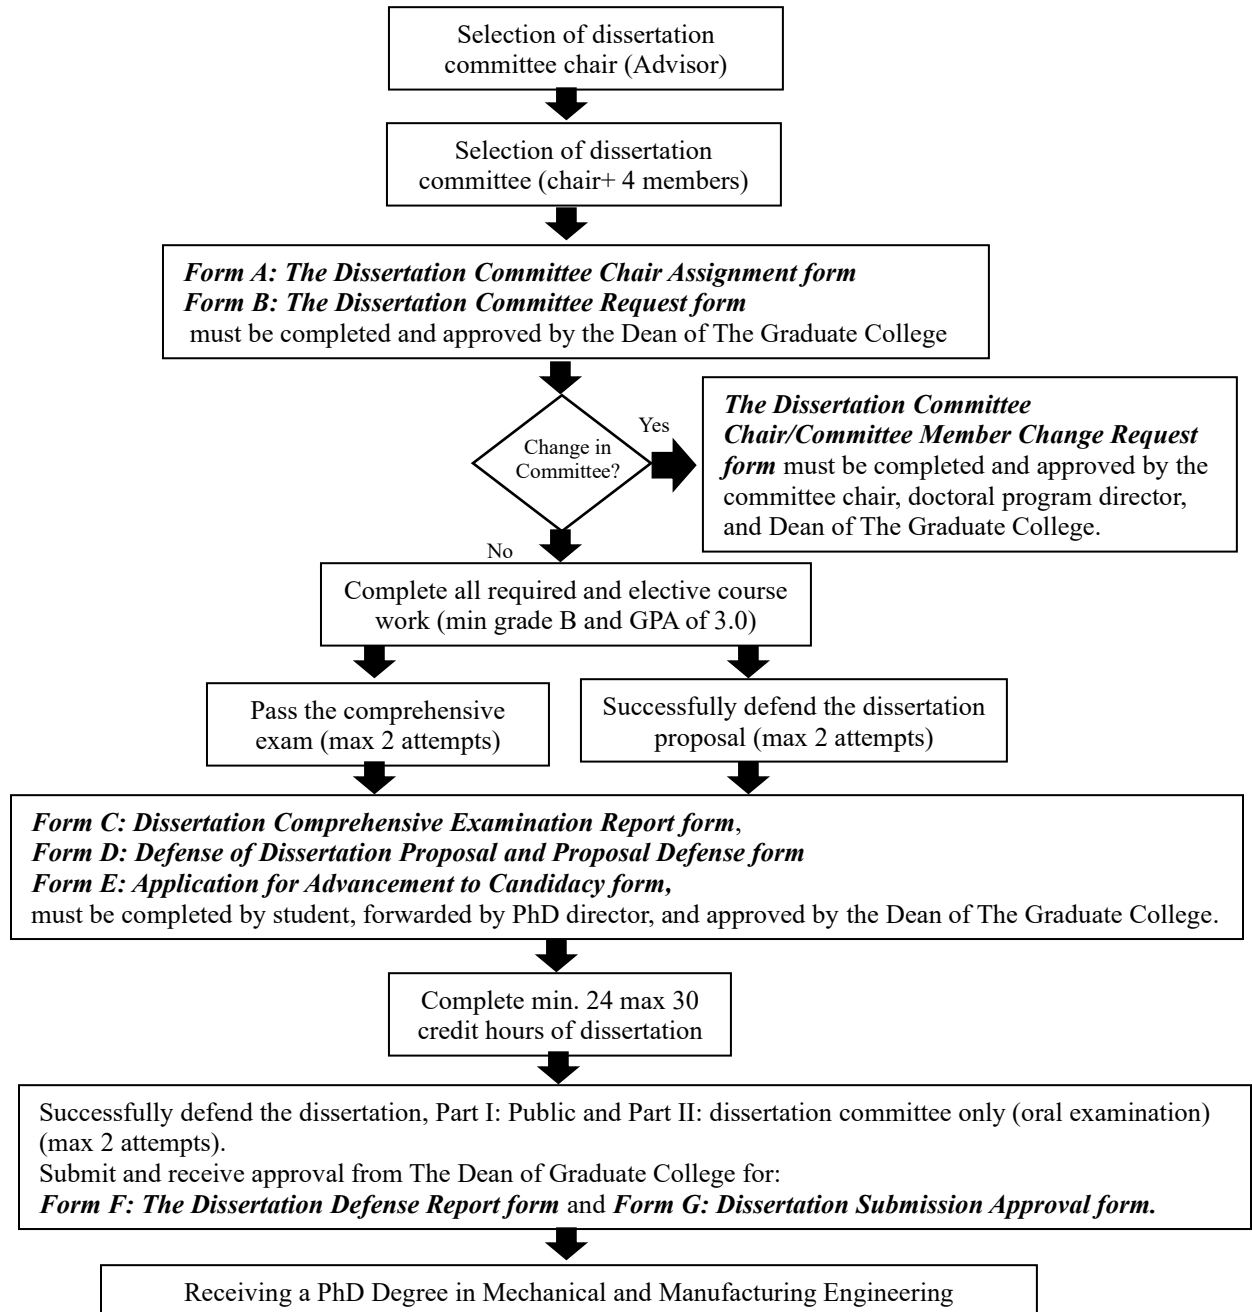 Selection of dissertation
committee chair (Advisor)
Selection of dissertation
committee (chair+ 4 members)
Form A: The Dissertation Committee Chair Assignment form
Form B: The Dissertation Committee Request form
must be completed and approved by the Dean of The Graduate College
Change in
Committee?
Yes
The Dissertation Committee
Chair/Committee Member Change Request
form must be completed and approved by the
committee chair, doctoral program director,
and Dean of The Graduate College.
No
Complete all required and elective course
work (min grade B and GPA of 3.0)
Pass the comprehensive
exam (max 2 attempts)
Successfully defend the dissertation
proposal (max 2 attempts)
Form C: Dissertation Comprehensive Examination Report form,
Form D: Defense of Dissertation Proposal and Proposal Defense form
Form E: Application for Advancement to Candidacy form,
must be completed by student, forwarded by PhD director, and approved by the Dean of The Graduate College.
Complete min. 24 max 30
credit hours of dissertation
Successfully defend the dissertation, Part I: Public and Part II: dissertation committee only (oral examination)
(max 2 attempts).
Submit and receive approval from The Dean of Graduate College for:
Form F: The Dissertation Defense Report form and Form G: Dissertation Submission Approval form.
Receiving a PhD Degree in Mechanical and Manufacturing Engineering